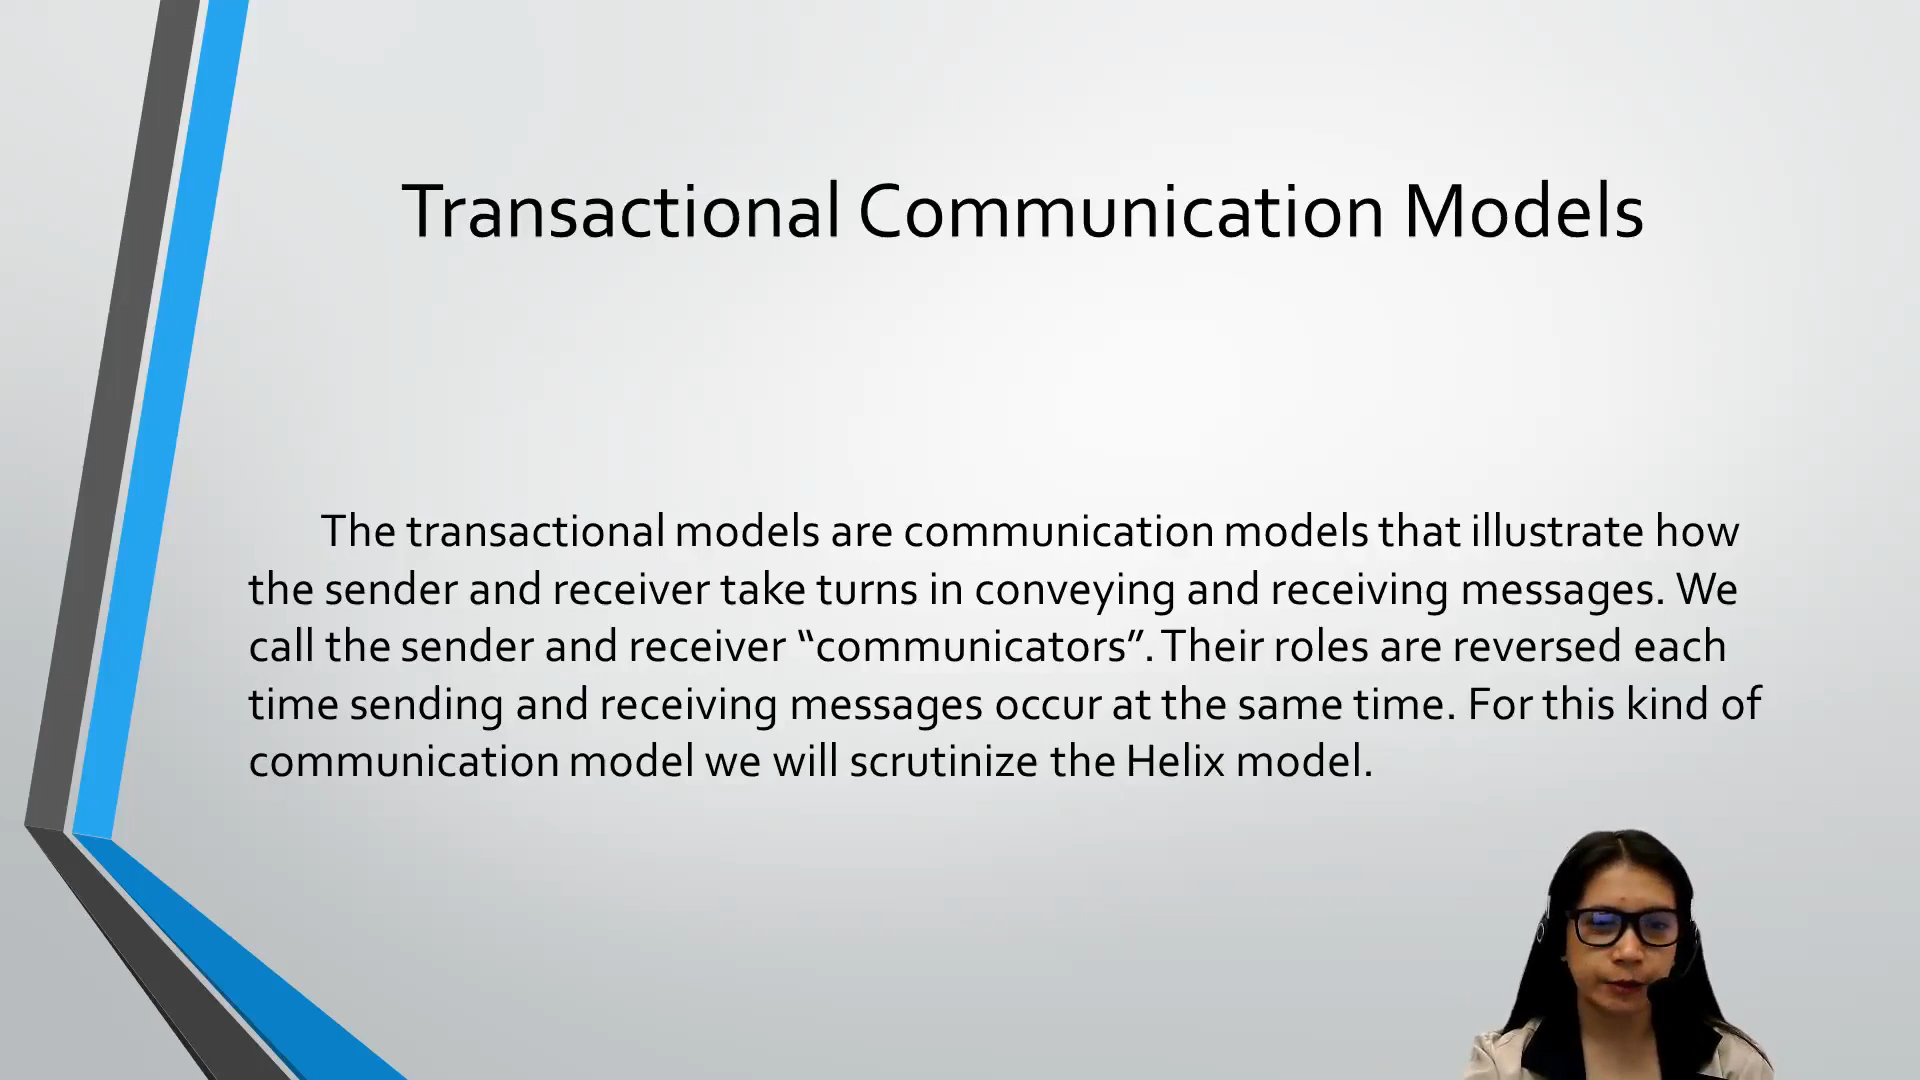 Transactional Communication Models
The transactional models are communication models that illustrate how
the sender and receiver take turns in conveying and receiving messages. We
call the sender and receiver “communicators”. Their roles are reversed each
time sending and receiving messages occur at the same time. For this kind of
communication model we will scrutinize the Helix model.